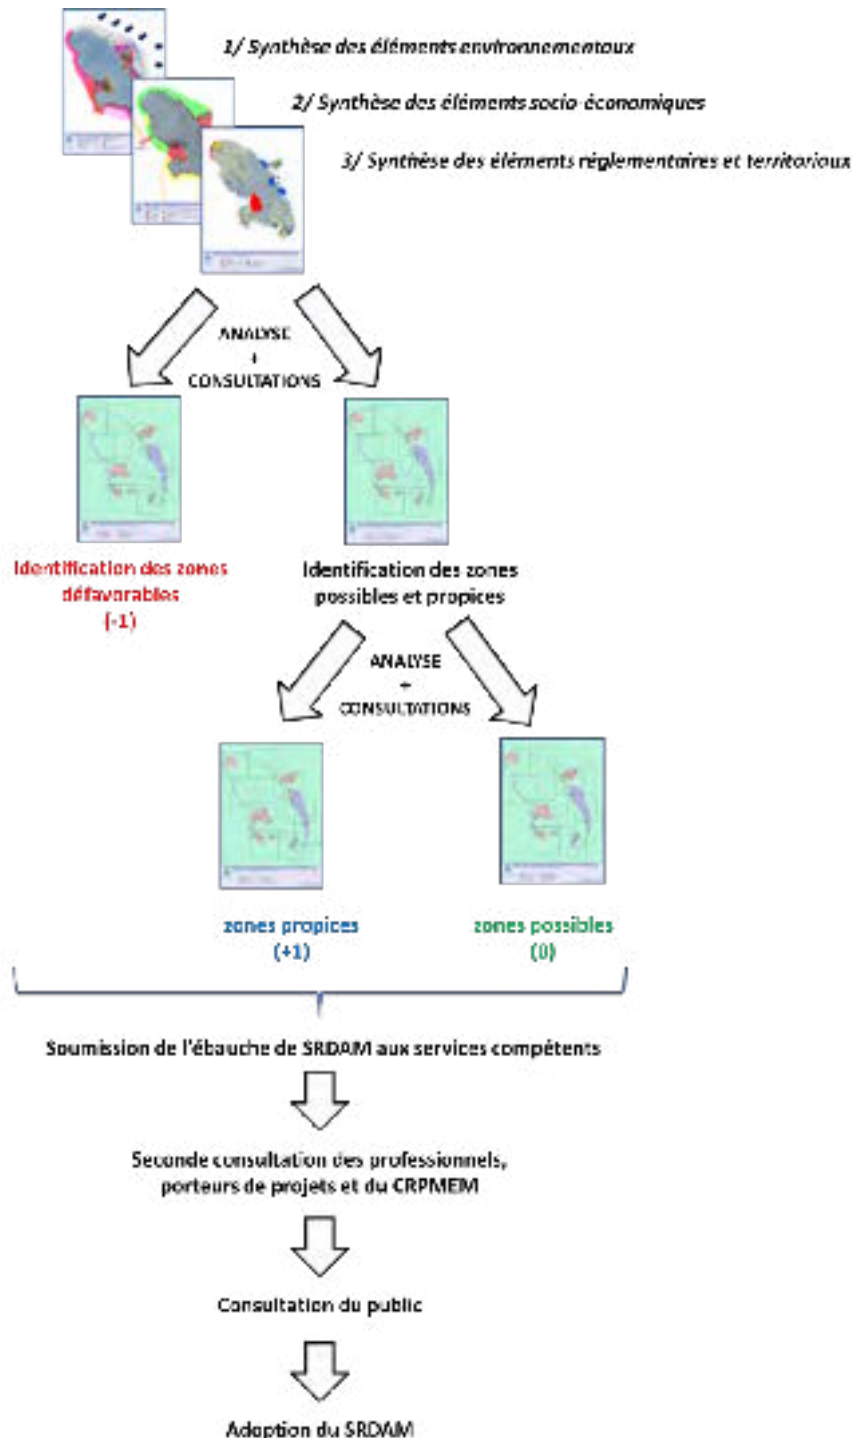 1/ Synthèse des éléments environnementaux
2/ Synthèse des éléments socio-économiques
3/ Synthèse des éléments réglementaires et territoriaux
ANALYSE
+
CONSULTATIONS
Identification des zones
défavorables
(-1)
Identification des zones
possibles et propices
ANALYSE
+
CONSULTATIONS
zones propices
(+1)
zones possibles
(0)
Soumission de l'ébauche de SRDAM aux services compétents
Seconde consultation des professionnels,
porteurs de projets et du CRPMEM
Consultation du public
Adoption du SRDAM